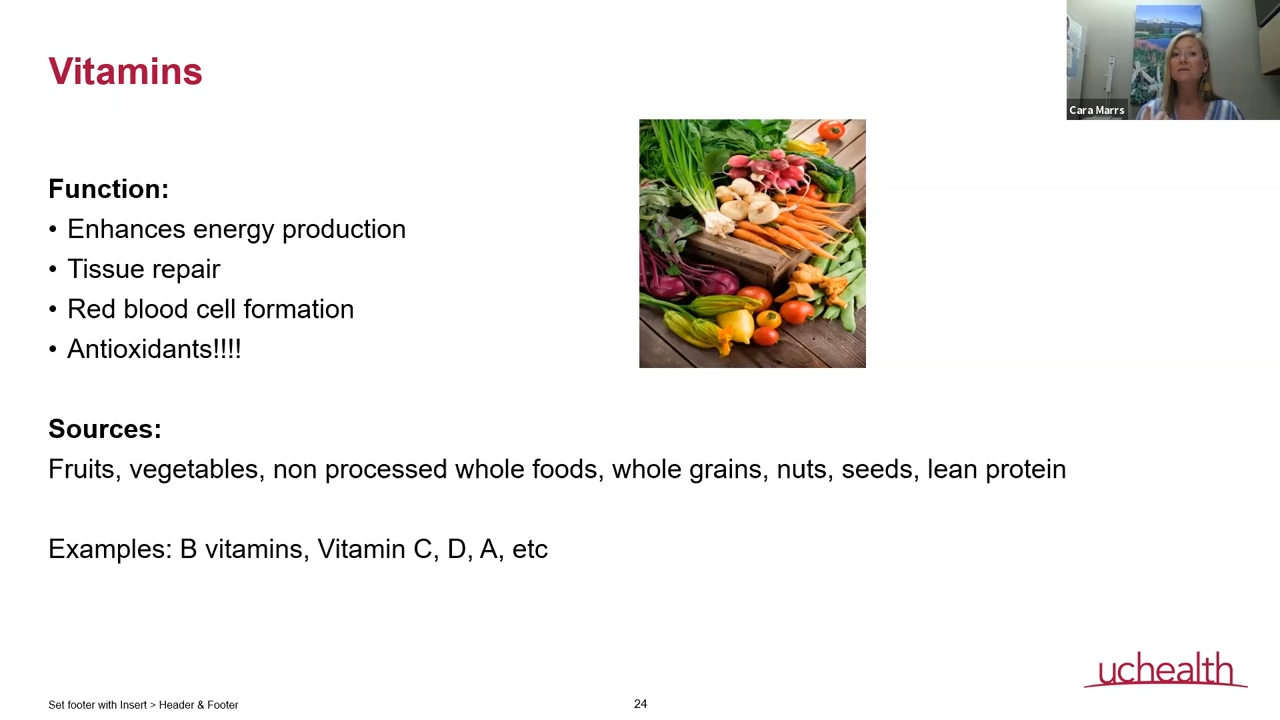 Vitamins
Cara Marrs
Function:
• Enhances energy production
• Tissue repair
• Red blood cell formation
• Antioxidants!!!!
Sources:
Fruits, vegetables, non processed whole foods, whole grains, nuts, seeds, lean protein
Examples: B vitamins, Vitamin C, D, A, etc
uchealth
Set footer with Insert > Header & Footer
24